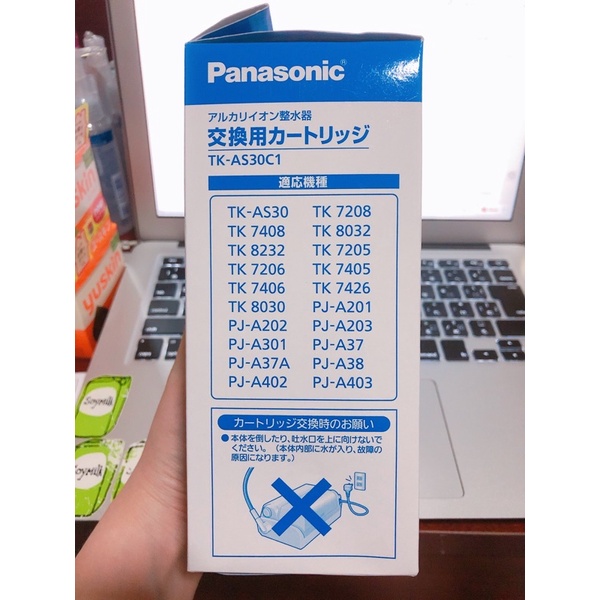 Panasonic®
アルカリイオン整水器
交換用カートリッジ
TK-AS30C1
適応機種
TK-AS30 TK 7208
TK 7408 TK 8032
TK 8232 TK 7205
TK 7206 TK 7405
TK 7406 TK 7426
TK 8030 PJ-A201
PJ-A202 PJ-A203
PJ-A301 PJ-A37
PJ-A37A PJ-A38
PJ-A402 PJ-A403
カートリッジ交換時のお願い
●本体を倒したり、吐水口を上に向けないで
ください。（本体内部に水が入り、故障の
原因になります。）
yuskin
Soymilk
Soymilk